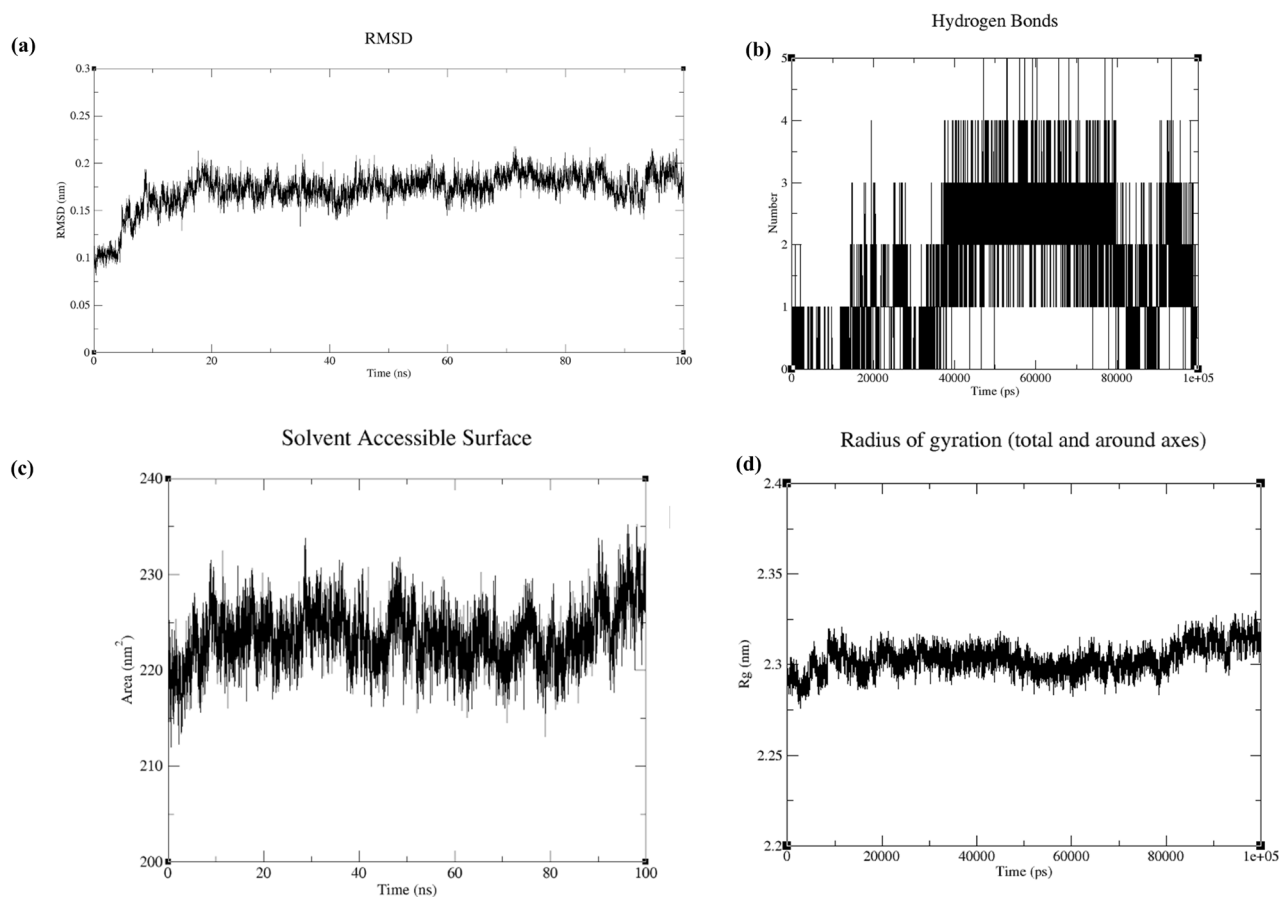 (a)
RMSD
0.3
0.25
0.2
0.15
0.1
0.05
0
RMSD (nm)
0 20 40 60 80 100
Time (ns)
(b)
Hydrogen Bonds
5
4
3
2
1
0
Number
0 20000 40000 60000 80000 1e+05
Time (ps)
(c)
Solvent Accessible Surface
240
230
220
210
200
Area (nm²)
0 20 40 60 80 100
Time (ns)
(d)
Radius of gyration (total and around axes)
2.4
2.35
2.3
2.25
2.2
Rg (nm)
0 20000 40000 60000 80000 1e+05
Time (ps)